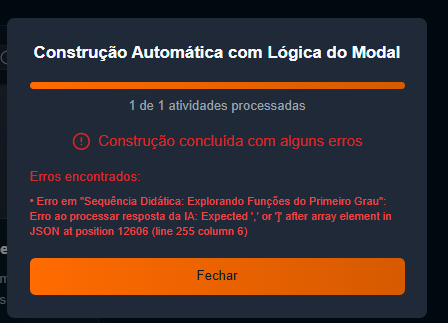 Construção Automática com Lógica do Modal
1 de 1 atividades processadas
Construção concluída com alguns erros
Erros encontrados:
• Erro em "Sequência Didática: Explorando Funções do Primeiro Grau":
Erro ao processar resposta da IA: Expected ',' or ']' after array element in
JSON at position 12606 (line 255 column 6)
Fechar